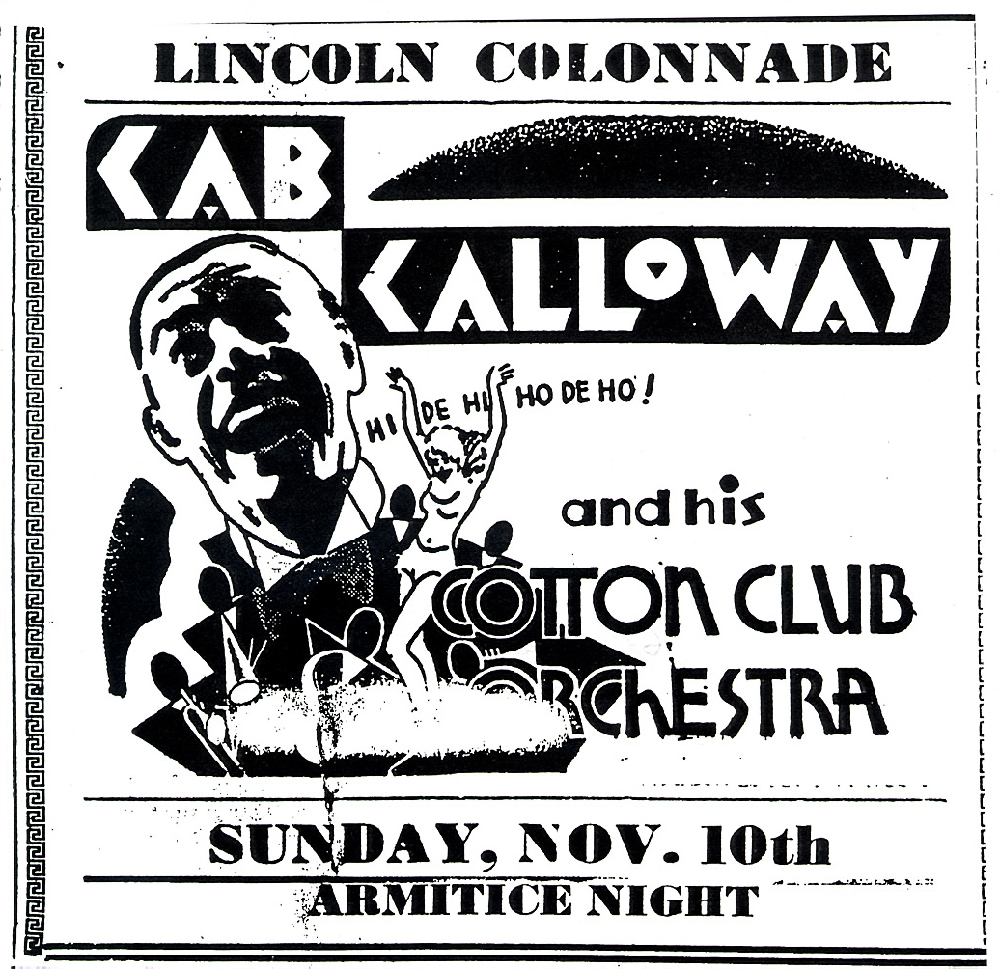 LINCOLN COLONNADE
CAB
CALLOWAY
HI DE HI HO DE HO!
and his
COTTON CLUB
ORChESTRA
SUNDAY, NOV. 10th
ARMITICE NIGHT